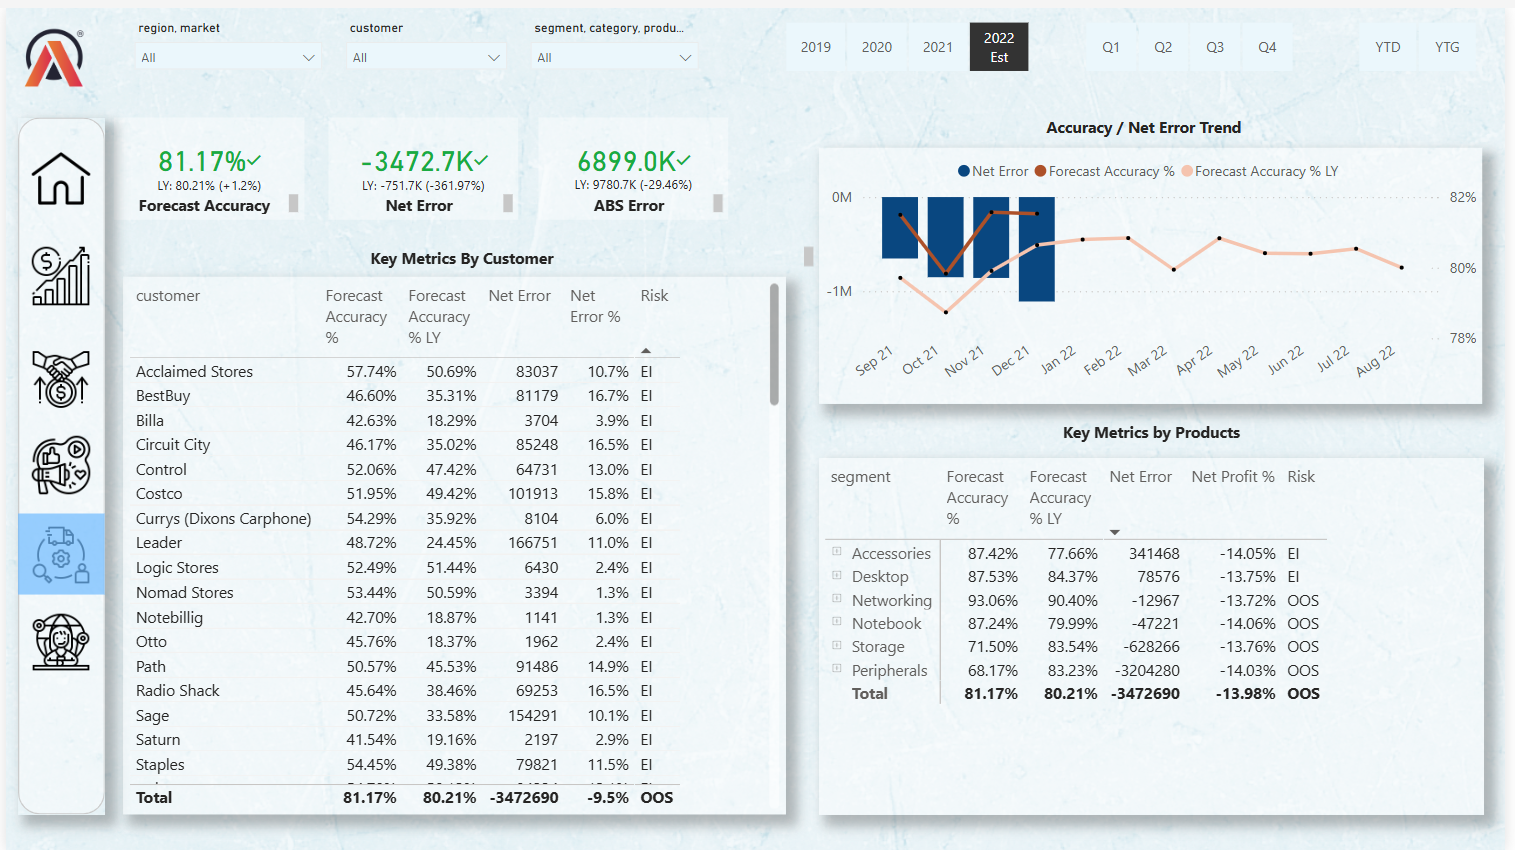 region, market
customer
segment, category, produ...
All
All
All
2019
2020
2021
2022
Est
Q1
Q2
Q3
Q4
YTD
YTG
®
81.17%
LY: 80.21% (+1.2%)
Forecast Accuracy
-3472.7K
LY: -751.7K (-361.97%)
Net Error
6899.0K
LY: 9780.7K (-29.46%)
ABS Error
Accuracy / Net Error Trend
Net Error Forecast Accuracy % Forecast Accuracy % LY
0M
-1M
82%
80%
78%
Sep 21
Oct 21
Nov 21
Dec 21
Jan 22
Feb 22
Mar 22
Apr 22
May 22
Jun 22
Jul 22
Aug 22
Key Metrics By Customer
customer Forecast Accuracy % Forecast Accuracy % LY Net Error Net Error % Risk
Acclaimed Stores 57.74% 50.69% 83037 10.7% EI
BestBuy 46.60% 35.31% 81179 16.7% EI
Billa 42.63% 18.29% 3704 3.9% EI
Circuit City 46.17% 35.02% 85248 16.5% EI
Control 52.06% 47.42% 64731 13.0% EI
Costco 51.95% 49.42% 101913 15.8% EI
Currys (Dixons Carphone) 54.29% 35.92% 8104 6.0% EI
Leader 48.72% 24.45% 166751 11.0% EI
Logic Stores 52.49% 51.44% 6430 2.4% EI
Nomad Stores 53.44% 50.59% 3394 1.3% EI
Notebillig 42.70% 18.87% 1141 1.3% EI
Otto 45.76% 18.37% 1962 2.4% EI
Path 50.57% 45.53% 91486 14.9% EI
Radio Shack 45.64% 38.46% 69253 16.5% EI
Sage 50.72% 33.58% 154291 10.1% EI
Saturn 41.54% 19.16% 2197 2.9% EI
Staples 54.45% 49.38% 79821 11.5% EI
Total 81.17% 80.21% -3472690 -9.5% OOS
Key Metrics by Products
segment Forecast Accuracy % Forecast Accuracy % LY Net Error Net Profit % Risk
Accessories 87.42% 77.66% 341468 -14.05% EI
Desktop 87.53% 84.37% 78576 -13.75% EI
Networking 93.06% 90.40% -12967 -13.72% OOS
Notebook 87.24% 79.99% -47221 -14.06% OOS
Storage 71.50% 83.54% -628266 -13.76% OOS
Peripherals 68.17% 83.23% -3204280 -14.03% OOS
Total 81.17% 80.21% -3472690 -13.98% OOS